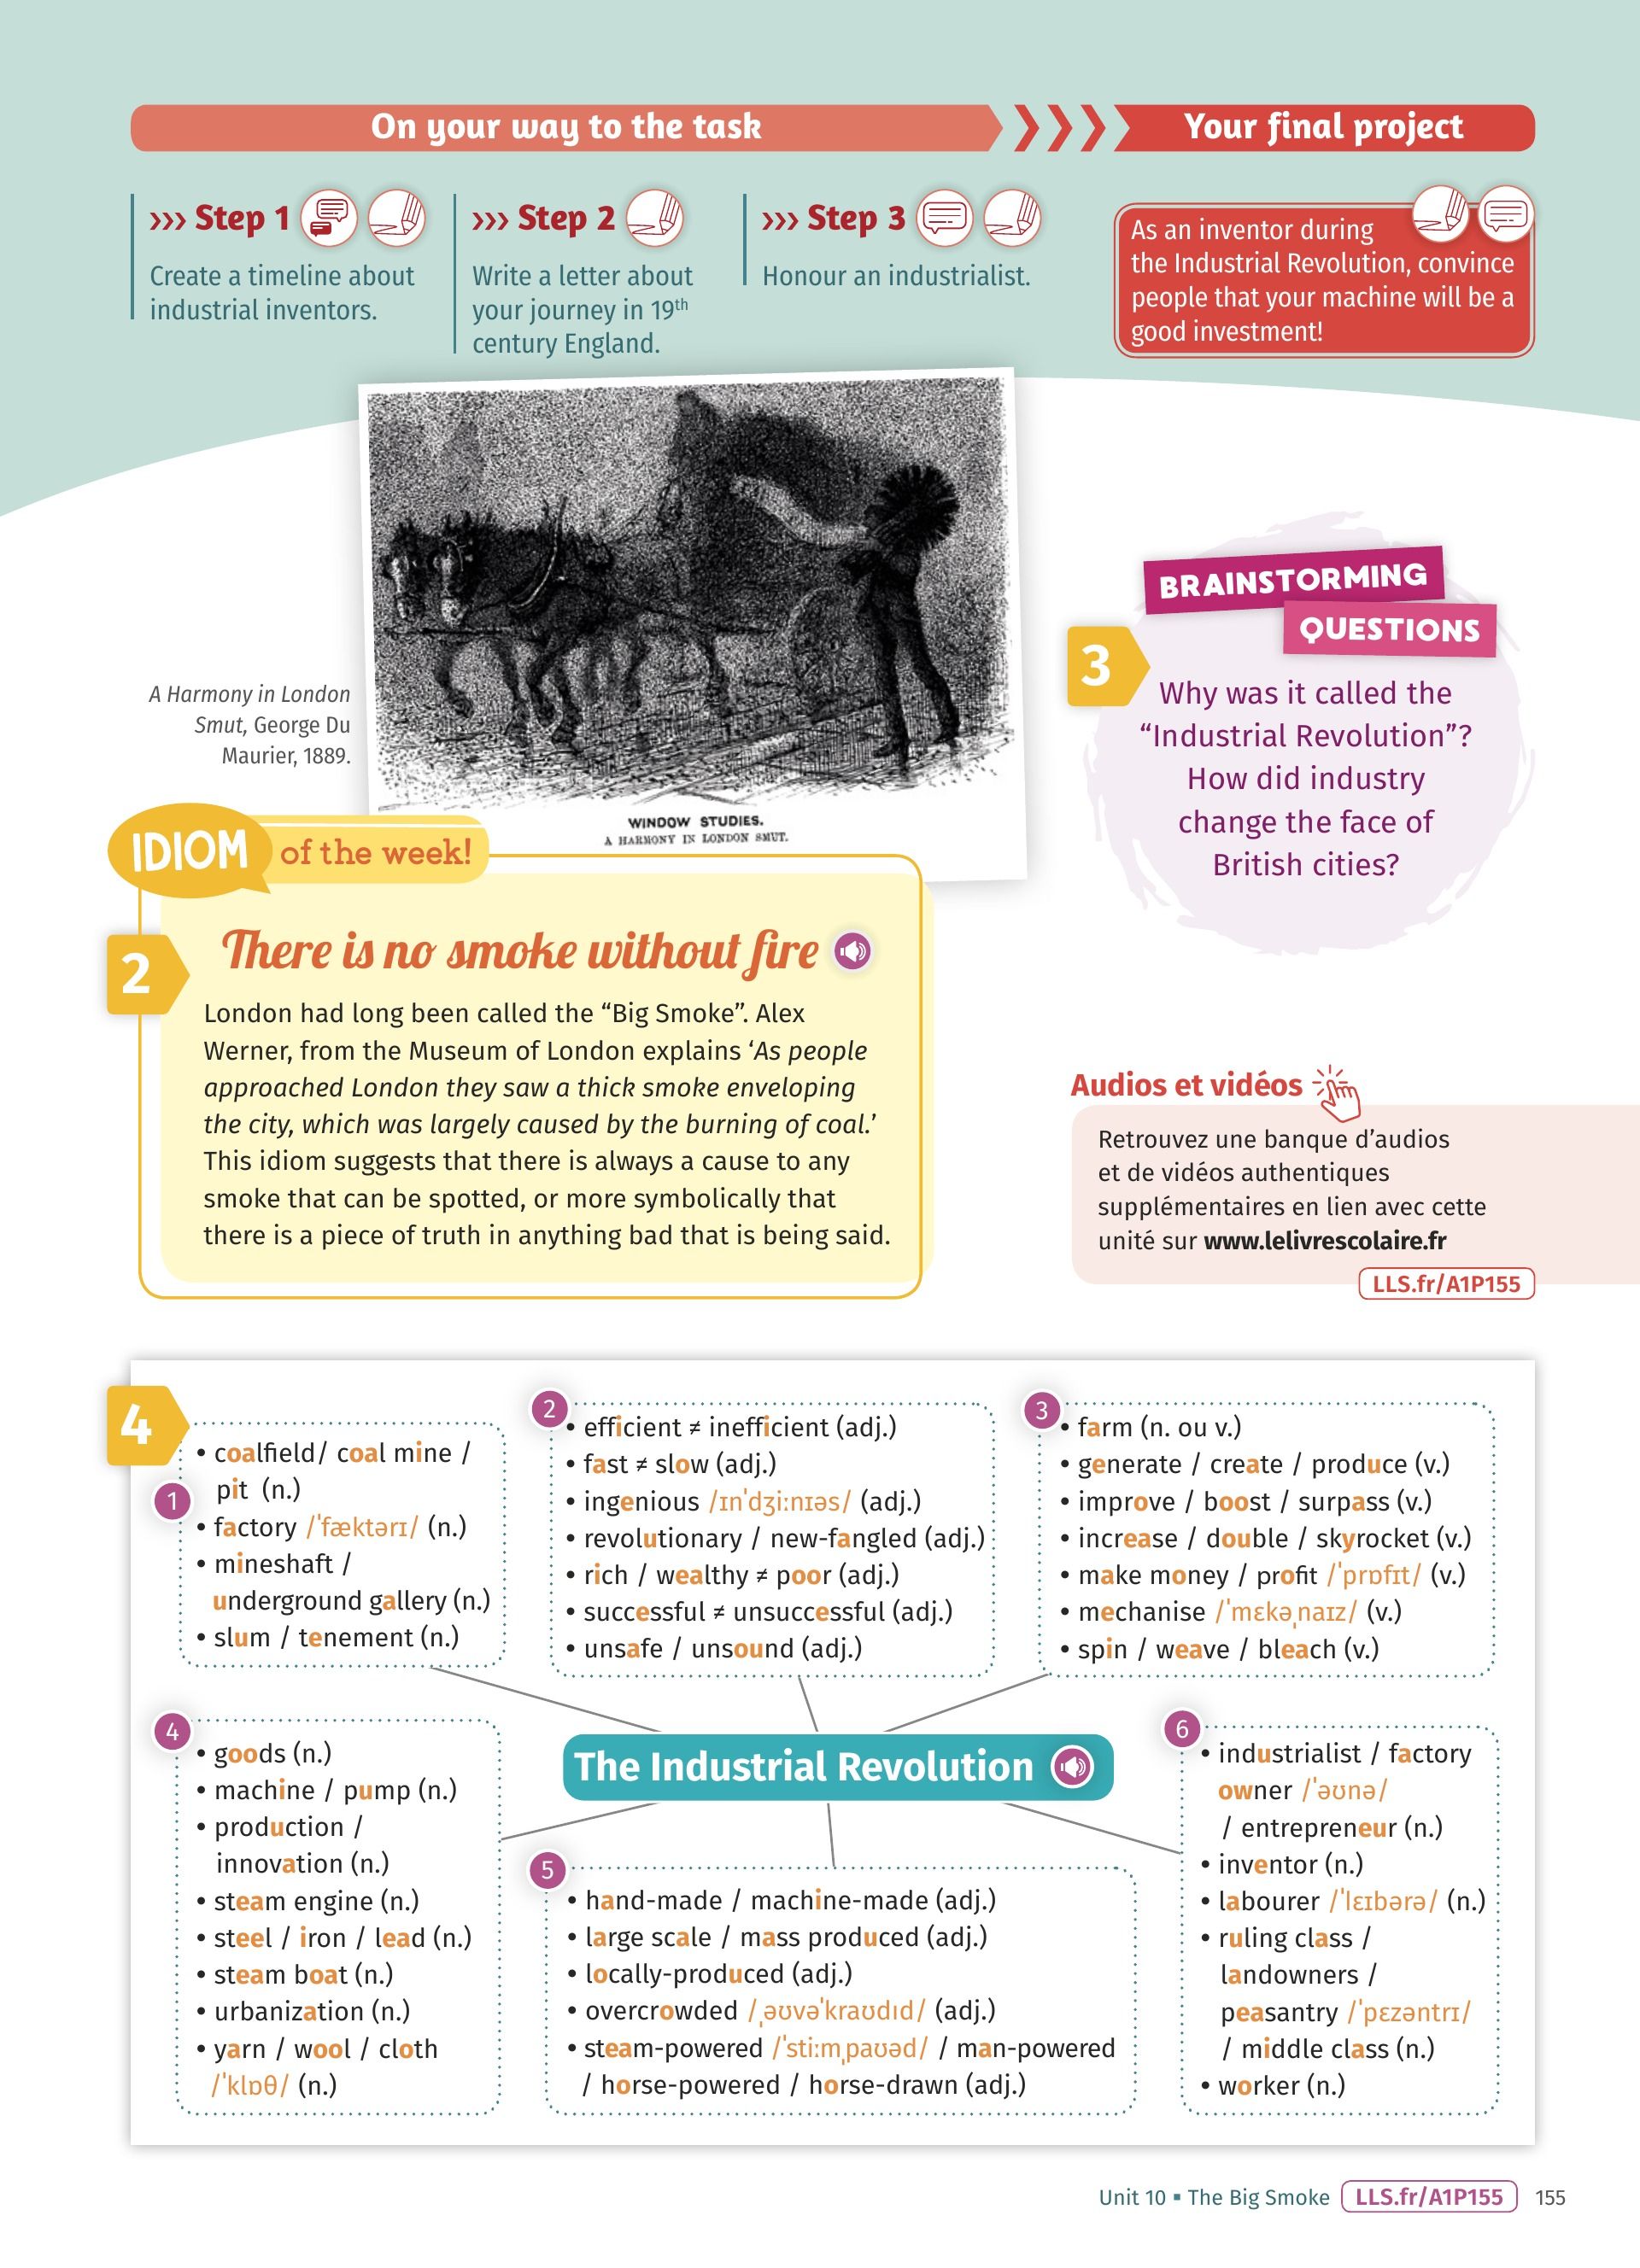 On your way to the task
Your final project
››› Step 1
Create a timeline about
industrial inventors.
››› Step 2
Write a letter about
your journey in 19th
century England.
››› Step 3
Honour an industrialist.
As an inventor during
the Industrial Revolution, convince
people that your machine will be a
good investment!
A Harmony in London
Smut, George Du
Maurier, 1889.
WINDOW STUDIES.
A HARMONY IN LONDON SMUT.
BRAINSTORMING
QUESTIONS
3
Why was it called the
“Industrial Revolution”?
How did industry
change the face of
British cities?
IDIOM of the week!
2
There is no smoke without fire
London had long been called the “Big Smoke”. Alex
Werner, from the Museum of London explains ‘As people
approached London they saw a thick smoke enveloping
the city, which was largely caused by the burning of coal.’
This idiom suggests that there is always a cause to any
smoke that can be spotted, or more symbolically that
there is a piece of truth in anything bad that is being said.
Audios et vidéos
Retrouvez une banque d’audios
et de vidéos authentiques
supplémentaires en lien avec cette
unité sur www.lelivrescolaire.fr
LLS.fr/A1P155
4
1
• coalfield/ coal mine /
pit (n.)
• factory /ˈfæktərɪ/ (n.)
• mineshaft /
underground gallery (n.)
• slum / tenement (n.)
2
• efficient ≠ inefficient (adj.)
• fast ≠ slow (adj.)
• ingenious /ɪnˈdʒiːnɪəs/ (adj.)
• revolutionary / new-fangled (adj.)
• rich / wealthy ≠ poor (adj.)
• successful ≠ unsuccessful (adj.)
• unsafe / unsound (adj.)
3
• farm (n. ou v.)
• generate / create / produce (v.)
• improve / boost / surpass (v.)
• increase / double / skyrocket (v.)
• make money / profit /ˈprɒfɪt/ (v.)
• mechanise /ˈmɛkəˌnaɪz/ (v.)
• spin / weave / bleach (v.)
The Industrial Revolution
4
• goods (n.)
• machine / pump (n.)
• production /
innovation (n.)
• steam engine (n.)
• steel / iron / lead (n.)
• steam boat (n.)
• urbanization (n.)
• yarn / wool / cloth
/ˈklɒθ/ (n.)
5
• hand-made / machine-made (adj.)
• large scale / mass produced (adj.)
• locally-produced (adj.)
• overcrowded /ˌəʊvəˈkraʊdɪd/ (adj.)
• steam-powered /ˈstiːmˌpaʊəd/ / man-powered
/ horse-powered / horse-drawn (adj.)
6
• industrialist / factory
owner /ˈəʊnə/
/ entrepreneur (n.)
• inventor (n.)
• labourer /ˈlɛɪbərə/ (n.)
• ruling class /
landowners /
peasantry /ˈpɛzəntrɪ/
/ middle class (n.)
• worker (n.)
Unit 10 ▪ The Big Smoke LLS.fr/A1P155 155